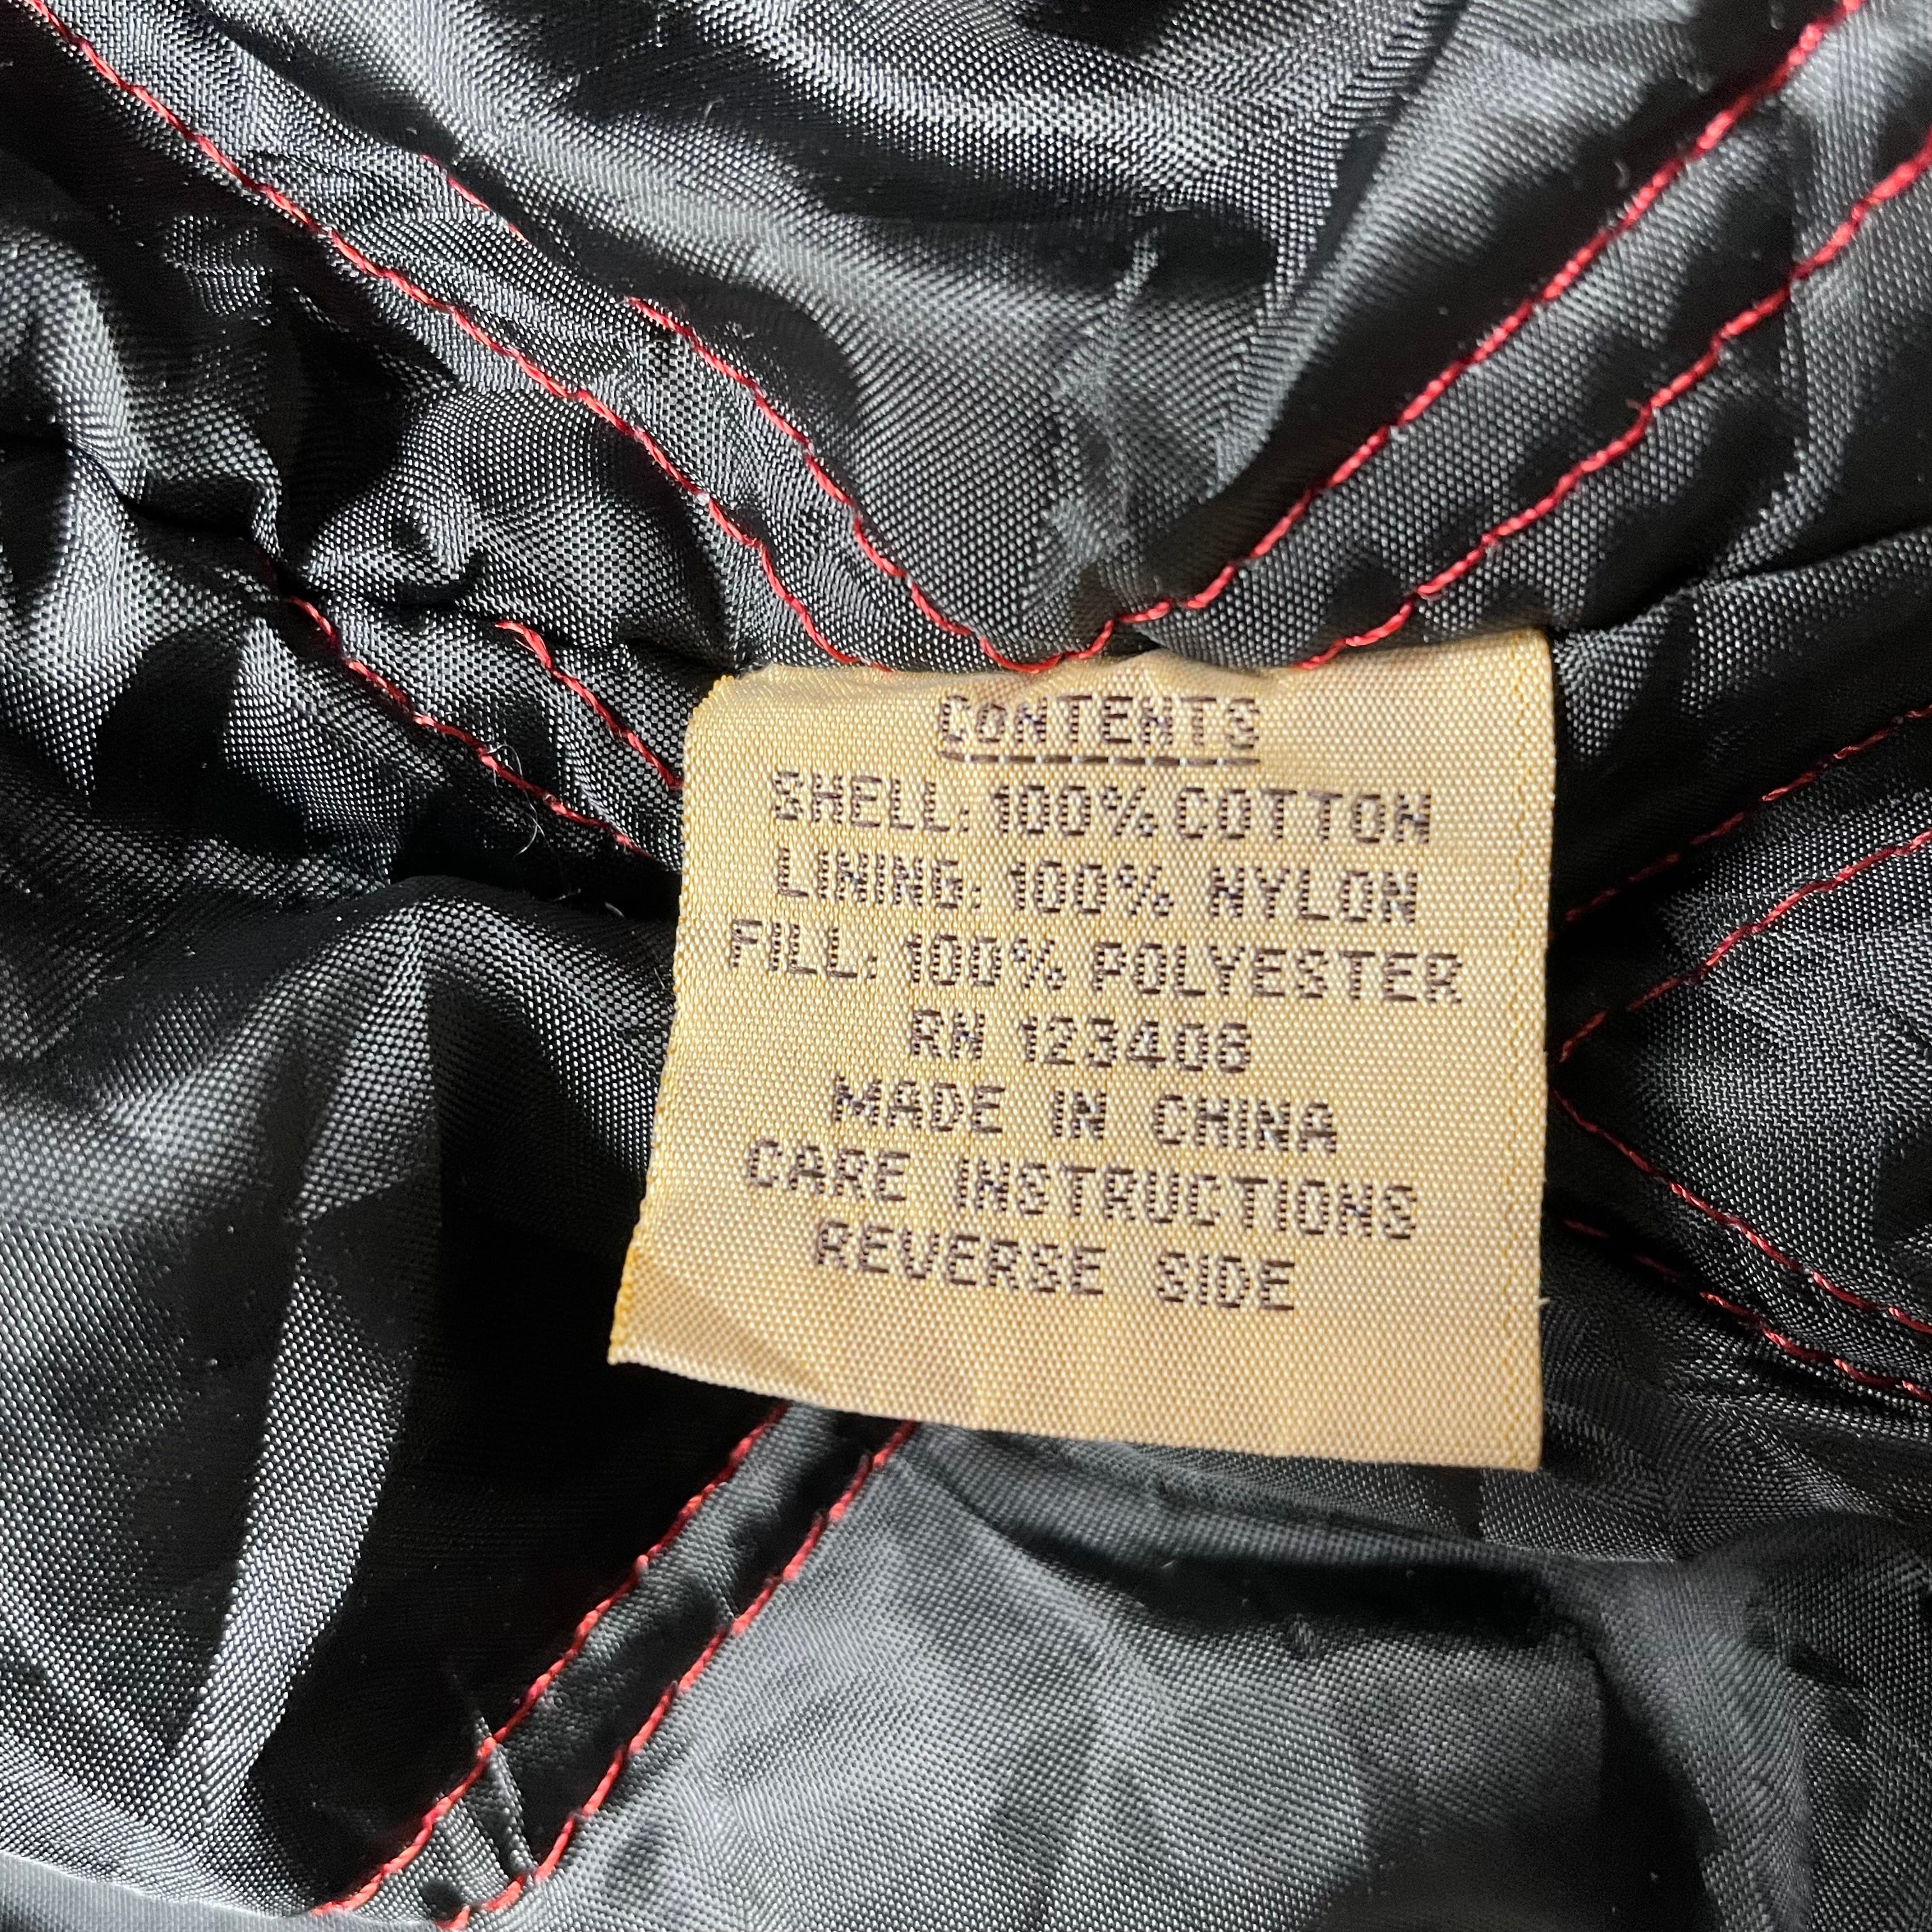 CONTENTS
SHELL: 100% COTTON
LINING: 100% NYLON
FILL: 100% POLYESTER
RN 123406
MADE IN CHINA
CARE INSTRUCTIONS
REVERSE SIDE